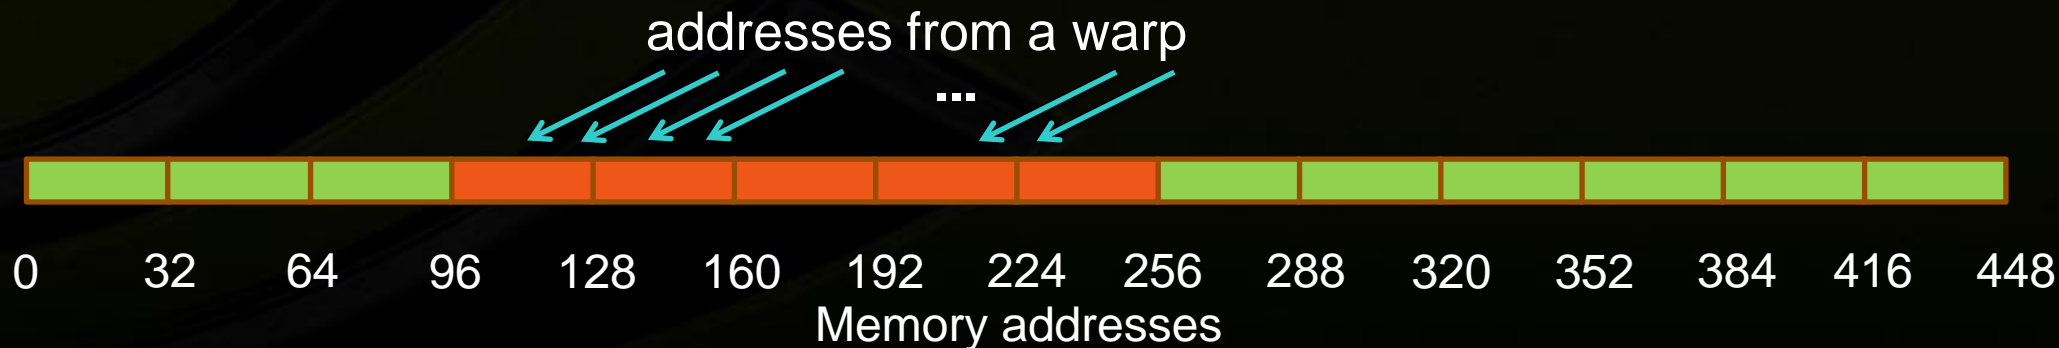 addresses from a warp
...
0 32 64 96 128 160 192 224 256 288 320 352 384 416 448
Memory addresses